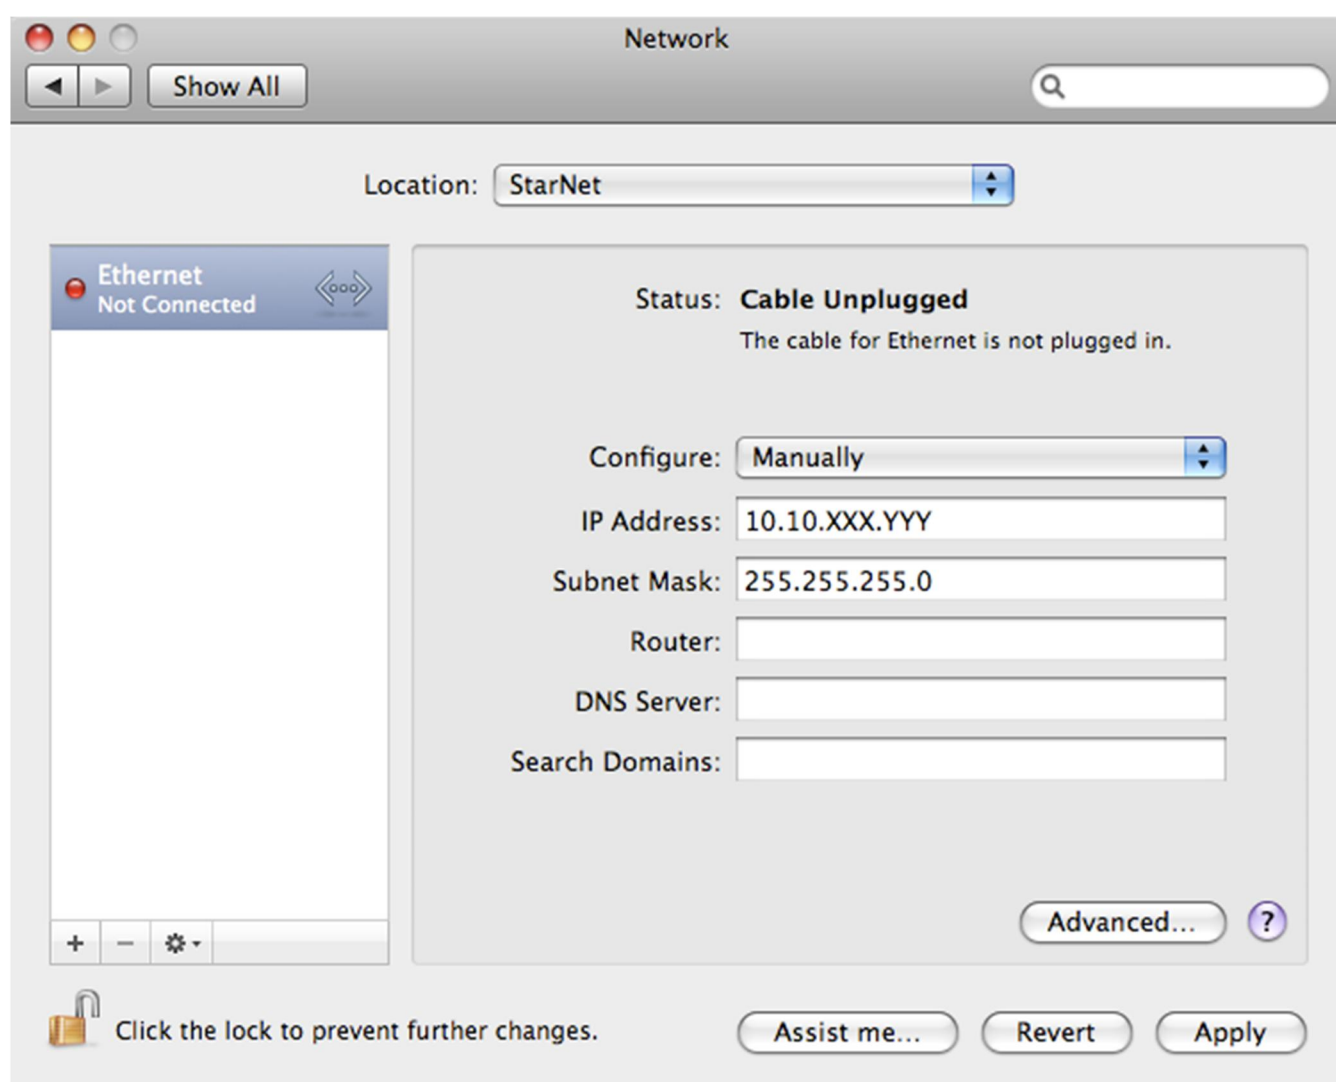 Network
Show All
Location: StarNet
Ethernet
Not Connected
Status: Cable Unplugged
The cable for Ethernet is not plugged in.
Configure: Manually
IP Address: 10.10.XXX.YYY
Subnet Mask: 255.255.255.0
Router:
DNS Server:
Search Domains:
Advanced... ?
Click the lock to prevent further changes.
Assist me... Revert Apply